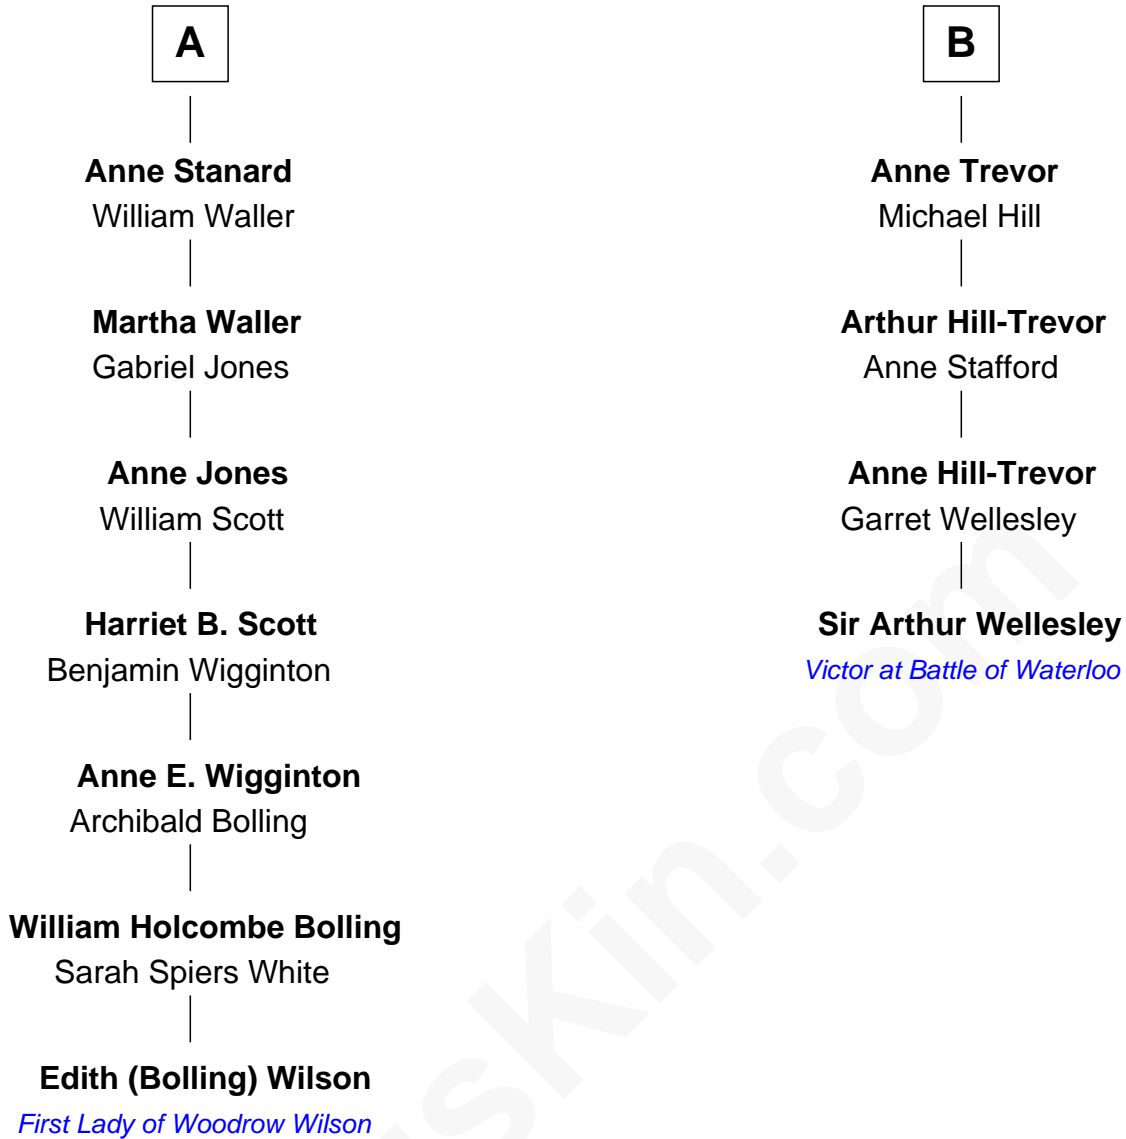 A
Anne Stanard
William Waller
Martha Waller
Gabriel Jones
Anne Jones
William Scott
Harriet B. Scott
Benjamin Wigginton
Anne E. Wigginton
Archibald Bolling
William Holcombe Bolling
Sarah Spiers White
Edith (Bolling) Wilson
First Lady of Woodrow Wilson
B
Anne Trevor
Michael Hill
Arthur Hill-Trevor
Anne Stafford
Anne Hill-Trevor
Garret Wellesley
Sir Arthur Wellesley
Victor at Battle of Waterloo
usKin.com